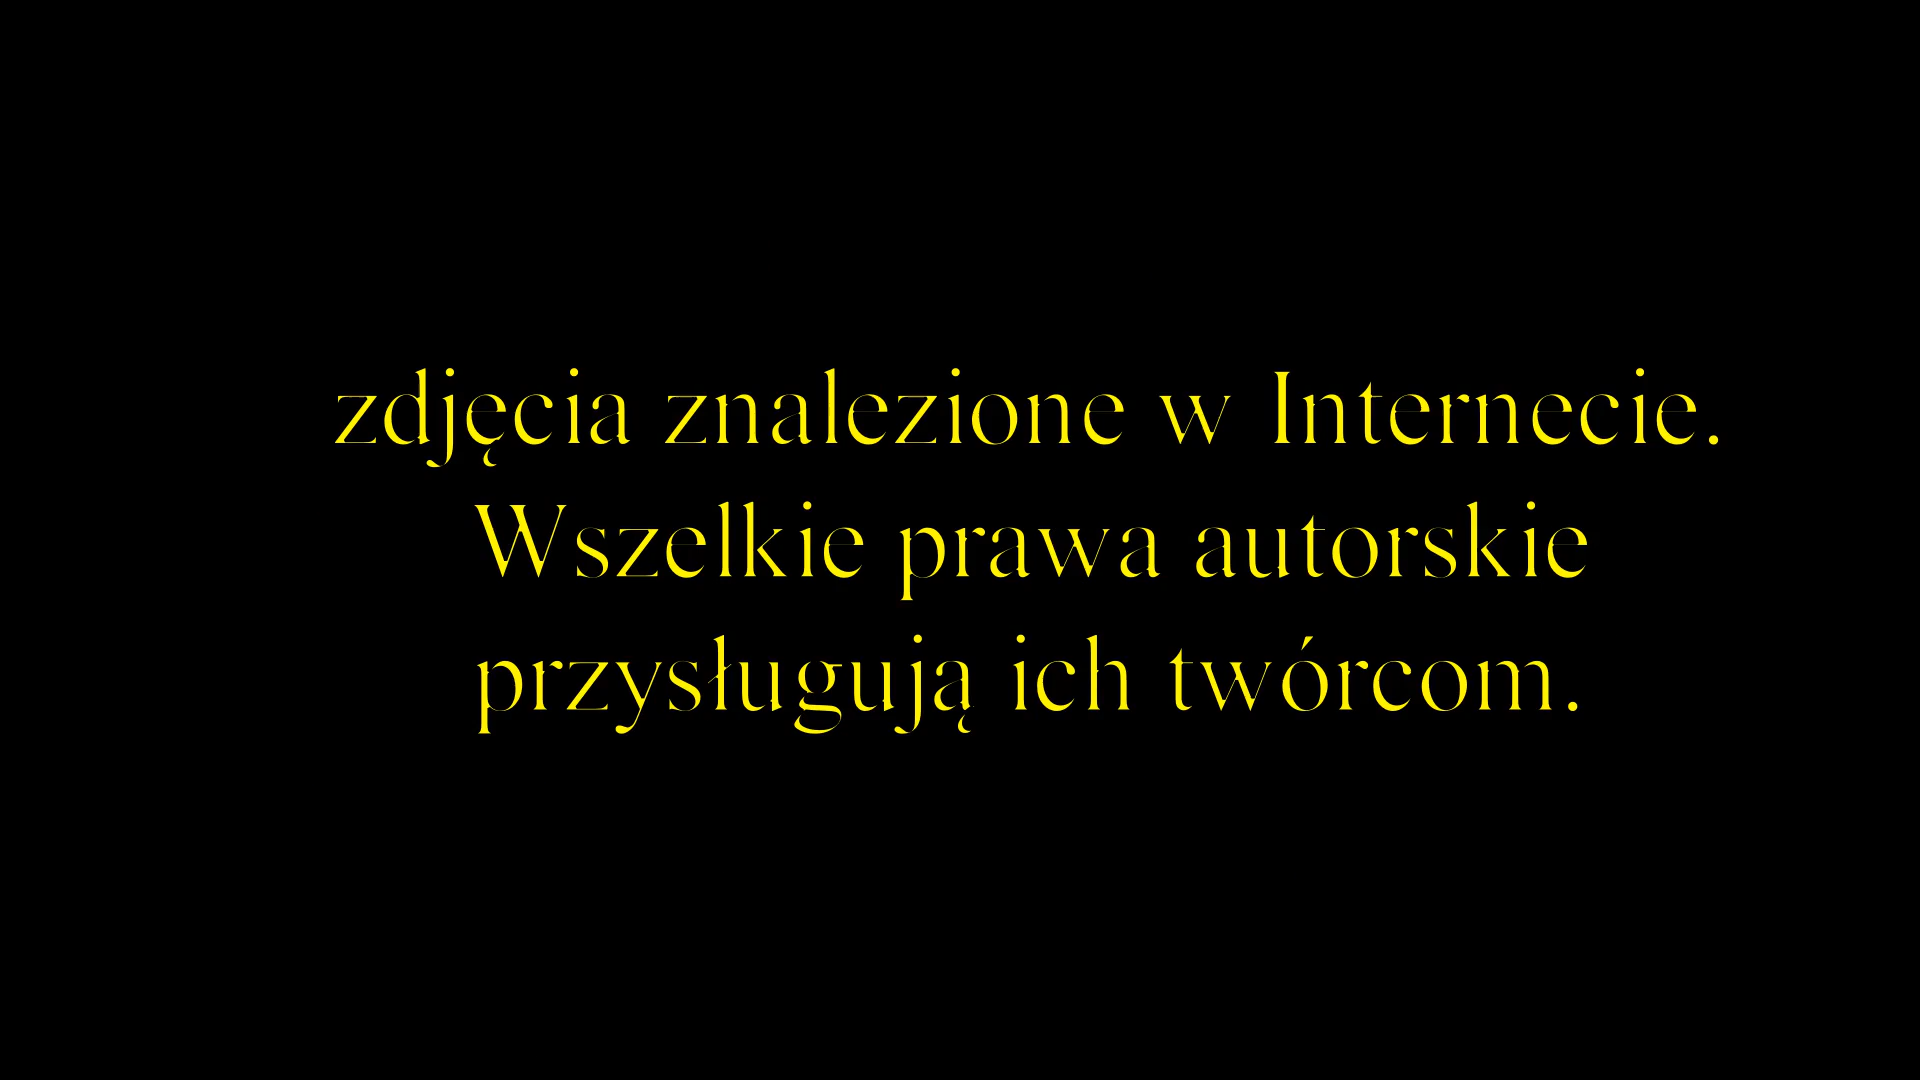 zdjęcia znalezione w Internecie.
Wszelkie prawa autorskie
przysługują ich twórcom.